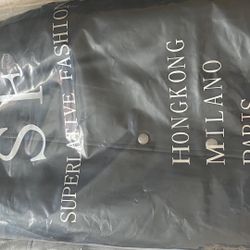 SUPERLATIVE FASHION
HONGKONG
MILANO
PARIS